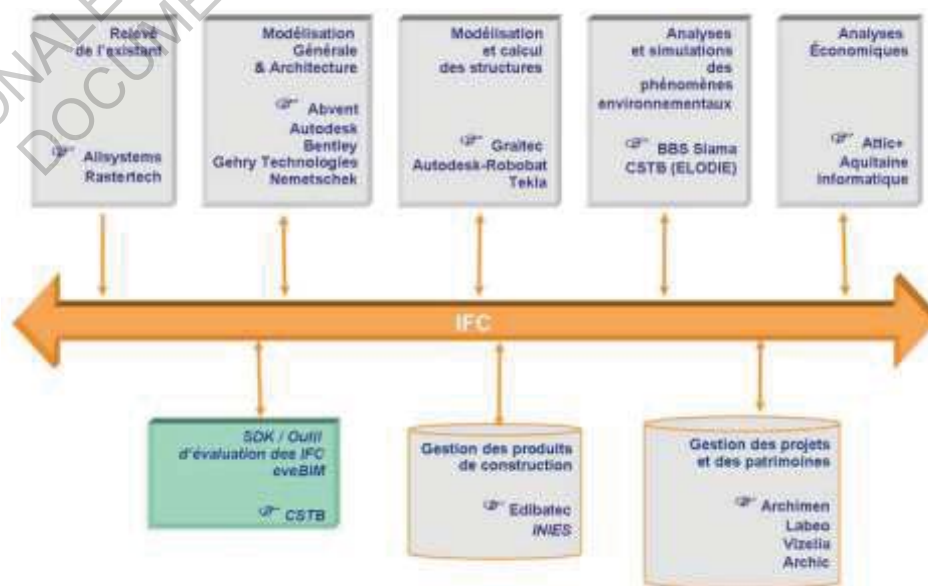 Relevé
de l'existant
Allsystems
Rastertech
Modélisation
Générale
& Architecture
Abvent
Autodesk
Bentley
Gehry Technologies
Nemetschek
Modélisation
et calcul
des structures
Graitec
Autodesk-Robobat
Tekla
Analyses
et simulations
des
phénomènes
environnementaux
BBS Slama
CSTB (ELODIE)
Analyses
Économiques
Attic+
Aquitaine
Informatique
IFC
SDK / Outil
d'évaluation des IFC
eveBIM
CSTB
Gestion des produits
de construction
Edibatec
INIES
Gestion des projets
et des patrimoines
Archimen
Labeo
Vizelia
Archic